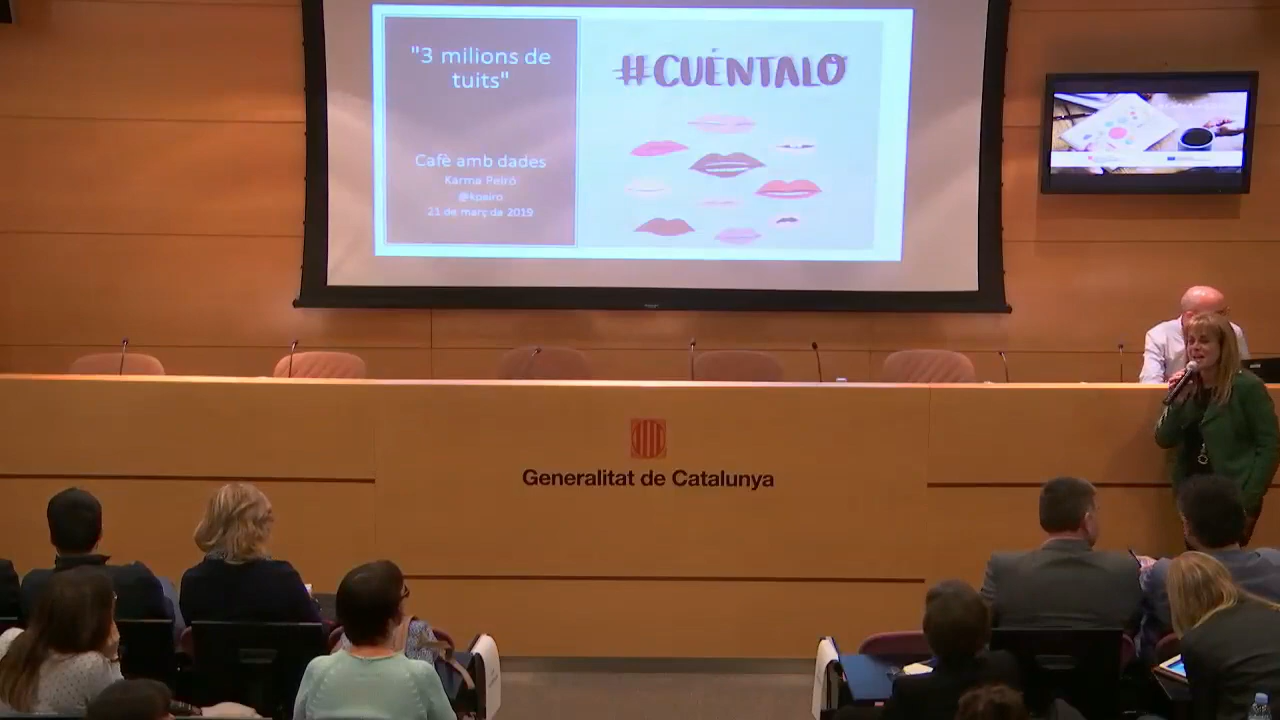 "3 milions de
tuits"
Cafè amb dades
Karma Peiró
@kpeiro
21 de març de 2019
#CUÉNTALO
Generalitat de Catalunya